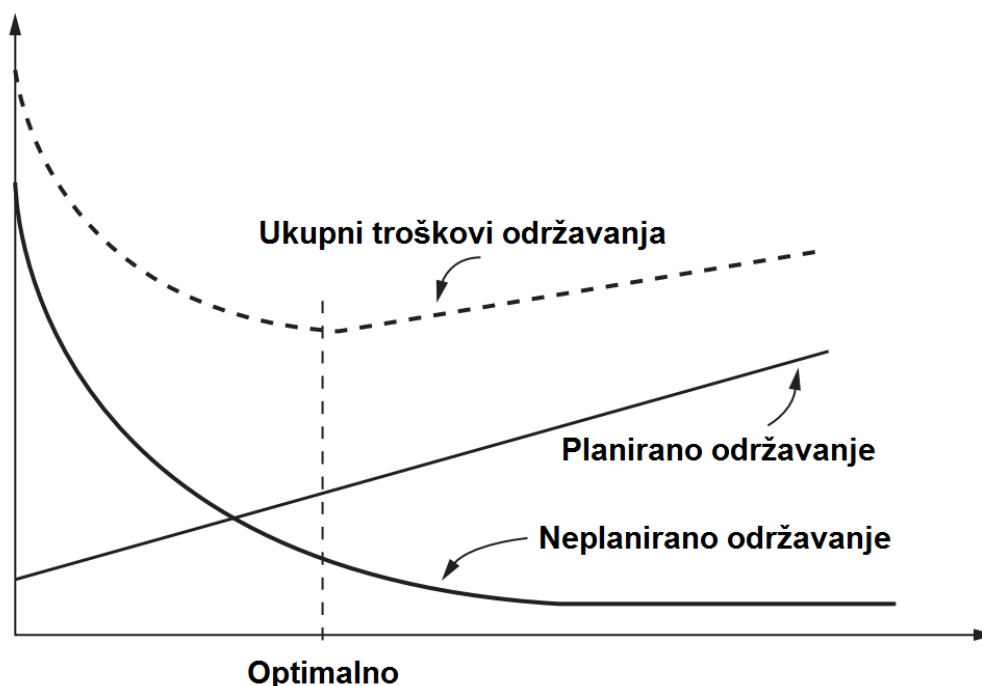 Ukupni troškovi održavanja
Planirano održavanje
Neplanirano održavanje
Optimalno